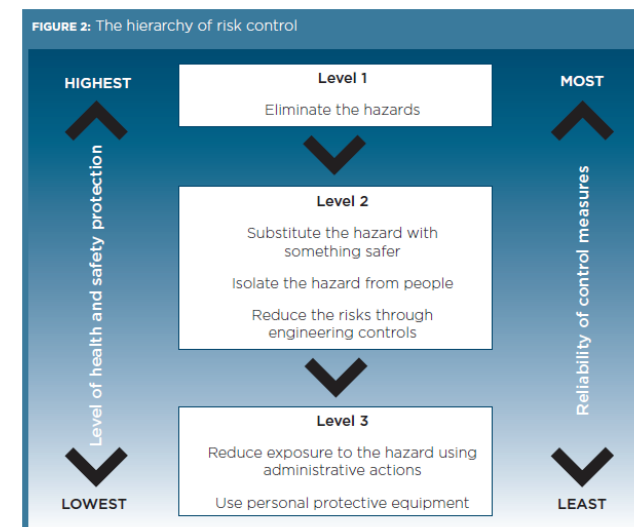 FIGURE 2: The hierarchy of risk control
HIGHEST
Level of health and safety protection
LOWEST
Level 1
Eliminate the hazards
Level 2
Substitute the hazard with
something safer
Isolate the hazard from people
Reduce the risks through
engineering controls
Level 3
Reduce exposure to the hazard using
administrative actions
Use personal protective equipment
MOST
Reliability of control measures
LEAST